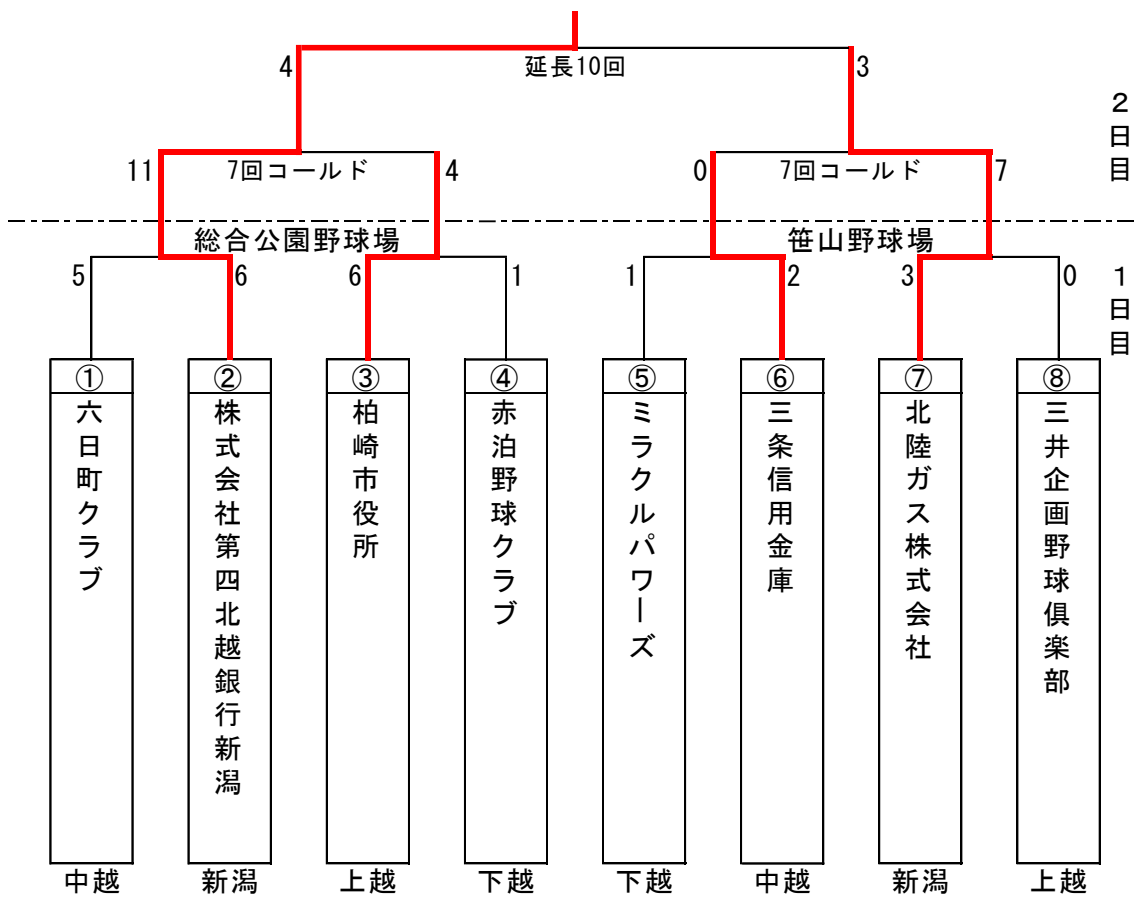 4 延長10回 3
2日目
11 7回コールド 4 0 7回コールド 7
総合公園野球場 笹山野球場
5 6 6 1 1 2 3 0
1日目
① ② ③ ④ ⑤ ⑥ ⑦ ⑧
六日町クラブ
株式会社第四北越銀行新潟
柏崎市役所
赤泊野球クラブ
ミラクルパワーズ
三条信用金庫
北陸ガス株式会社
三井企画野球倶楽部
中越 新潟 上越 下越 下越 中越 新潟 上越